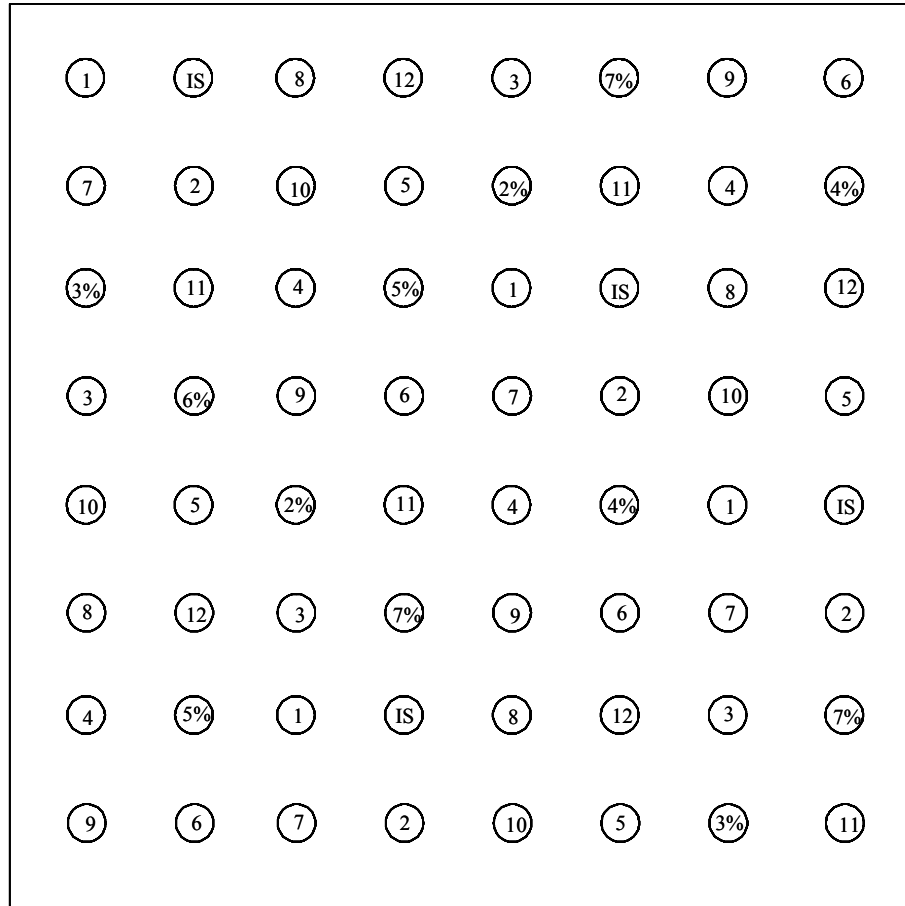 1 IS 8 12 3 7% 9 6
7 2 10 5 2% 11 4 4%
3% 11 4 5% 1 IS 8 12
3 6% 9 6 7 2 10 5
10 5 2% 11 4 4% 1 IS
8 12 3 7% 9 6 7 2
4 5% 1 IS 8 12 3 7%
9 6 7 2 10 5 3% 11